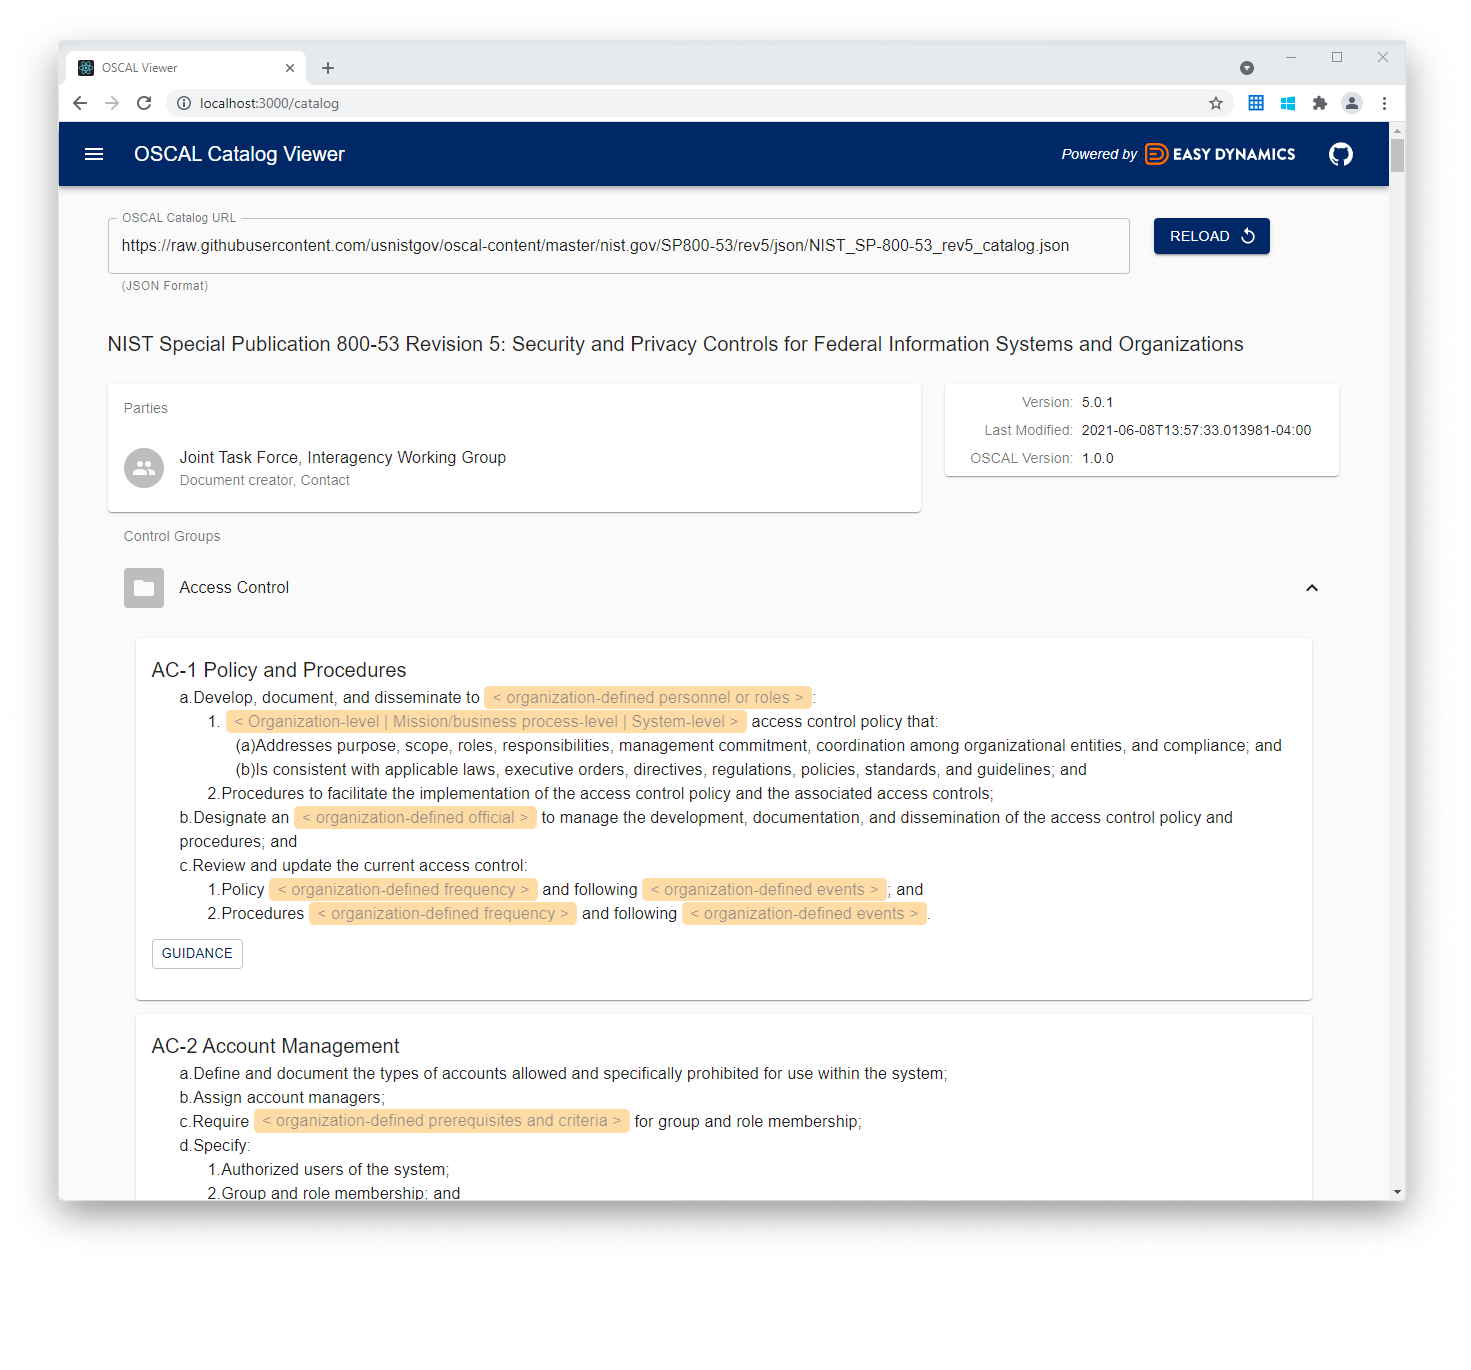 OSCAL Viewer
localhost:3000/catalog
OSCAL Catalog Viewer
Powered by EASY DYNAMICS
OSCAL Catalog URL
https://raw.githubusercontent.com/usnistgov/oscal-content/master/nist.gov/SP800-53/rev5/json/NIST_SP-800-53_rev5_catalog.json
RELOAD
(JSON Format)
NIST Special Publication 800-53 Revision 5: Security and Privacy Controls for Federal Information Systems and Organizations
Parties
Joint Task Force, Interagency Working Group
Document creator, Contact
Version: 5.0.1
Last Modified: 2021-06-08T13:57:33.013981-04:00
OSCAL Version: 1.0.0
Control Groups
Access Control
AC-1 Policy and Procedures
a.Develop, document, and disseminate to < organization-defined personnel or roles >:
1. < Organization-level | Mission/business process-level | System-level > access control policy that:
(a)Addresses purpose, scope, roles, responsibilities, management commitment, coordination among organizational entities, and compliance; and
(b)Is consistent with applicable laws, executive orders, directives, regulations, policies, standards, and guidelines; and
2.Procedures to facilitate the implementation of the access control policy and the associated access controls;
b.Designate an < organization-defined official > to manage the development, documentation, and dissemination of the access control policy and
procedures; and
c.Review and update the current access control:
1.Policy < organization-defined frequency > and following < organization-defined events >; and
2.Procedures < organization-defined frequency > and following < organization-defined events >.
GUIDANCE
AC-2 Account Management
a.Define and document the types of accounts allowed and specifically prohibited for use within the system;
b.Assign account managers;
c.Require < organization-defined prerequisites and criteria > for group and role membership;
d.Specify:
1.Authorized users of the system;
2.Group and role membership; and